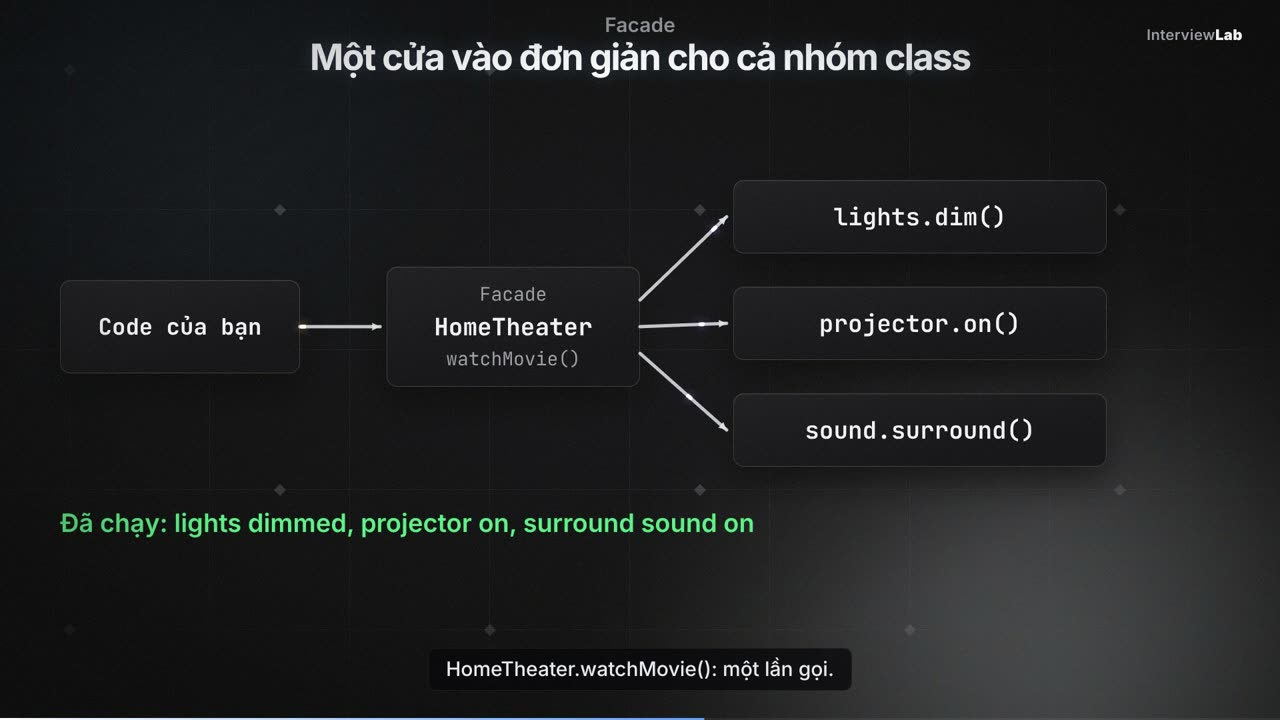 Facade
InterviewLab
Một cửa vào đơn giản cho cả nhóm class
Code của bạn
Facade
HomeTheater
watchMovie()
lights.dim()
projector.on()
sound.surround()
Đã chạy: lights dimmed, projector on, surround sound on
HomeTheater.watchMovie(): một lần gọi.